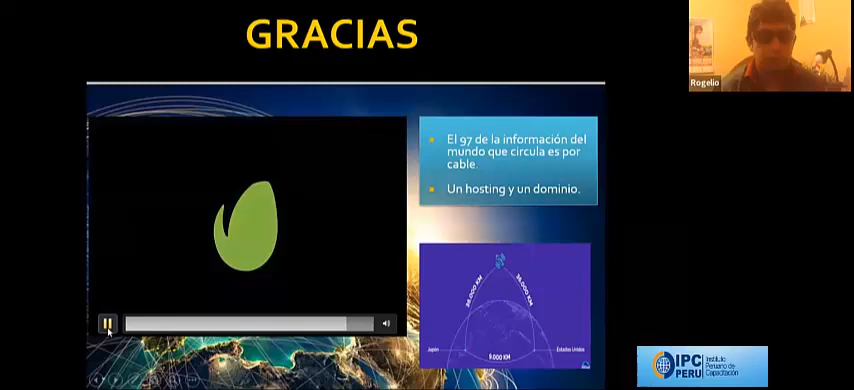 GRACIAS
Rogelio
El 97 de la información del
mundo que circula es por
cable.
Un hosting y un dominio.
36.000 KM
36.000 KM
Japón
9.000 KM
Estados Unidos
IPC
PERU
Instituto
Peruano de
Capacitación